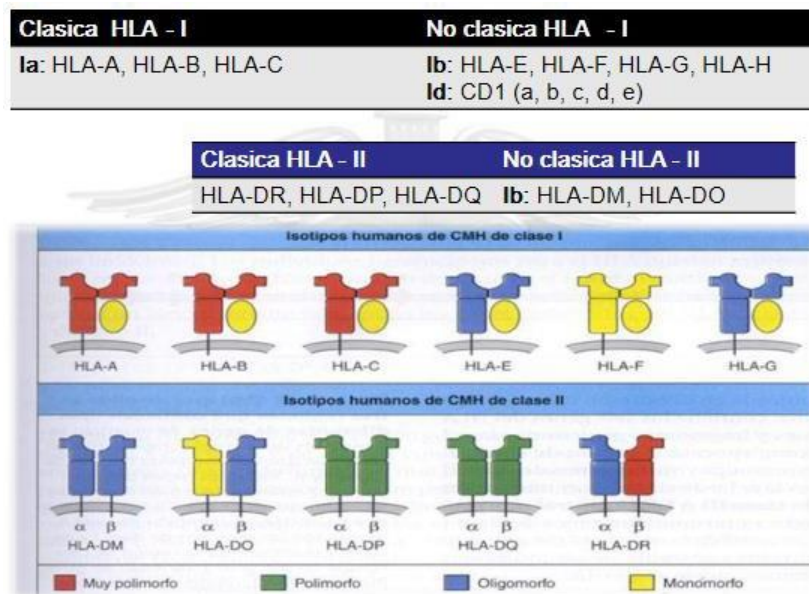 Clasica HLA - I No clasica HLA - I
Ia: HLA-A, HLA-B, HLA-C Ib: HLA-E, HLA-F, HLA-G, HLA-H
Id: CD1 (a, b, c, d, e)
Clasica HLA - II No clasica HLA - II
HLA-DR, HLA-DP, HLA-DQ Ib: HLA-DM, HLA-DO
Isotipos humanos de CMH de clase I
HLA-A HLA-B HLA-C HLA-E HLA-F HLA-G
Isotipos humanos de CMH de clase II
α β α β α β α β α β
HLA-DM HLA-DO HLA-DP HLA-DQ HLA-DR
Muy polimorfo Polimorfo Oligomorfo Monomorfo